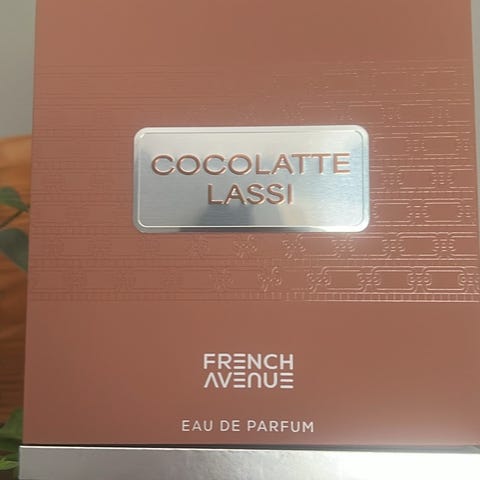 COCOLATTE
LASSI
FRENCH
AVENUE
EAU DE PARFUM